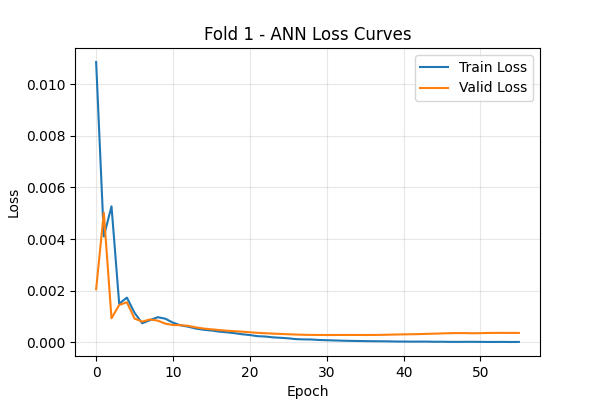 Fold 1 - ANN Loss Curves
Train Loss
Valid Loss
0.010
0.008
0.006
0.004
0.002
0.000
Loss
0 10 20 30 40 50
Epoch